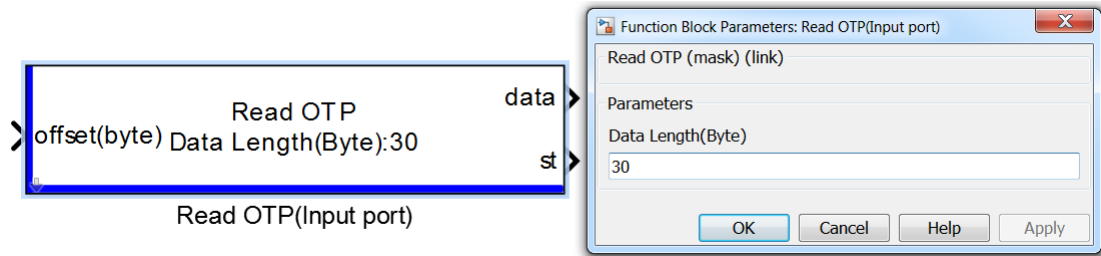 offset(byte)
Read OTP
Data Length(Byte):30
data
st
Read OTP(Input port)
Function Block Parameters: Read OTP(Input port)
Read OTP (mask) (link)
Parameters
Data Length(Byte)
30
OK Cancel Help Apply